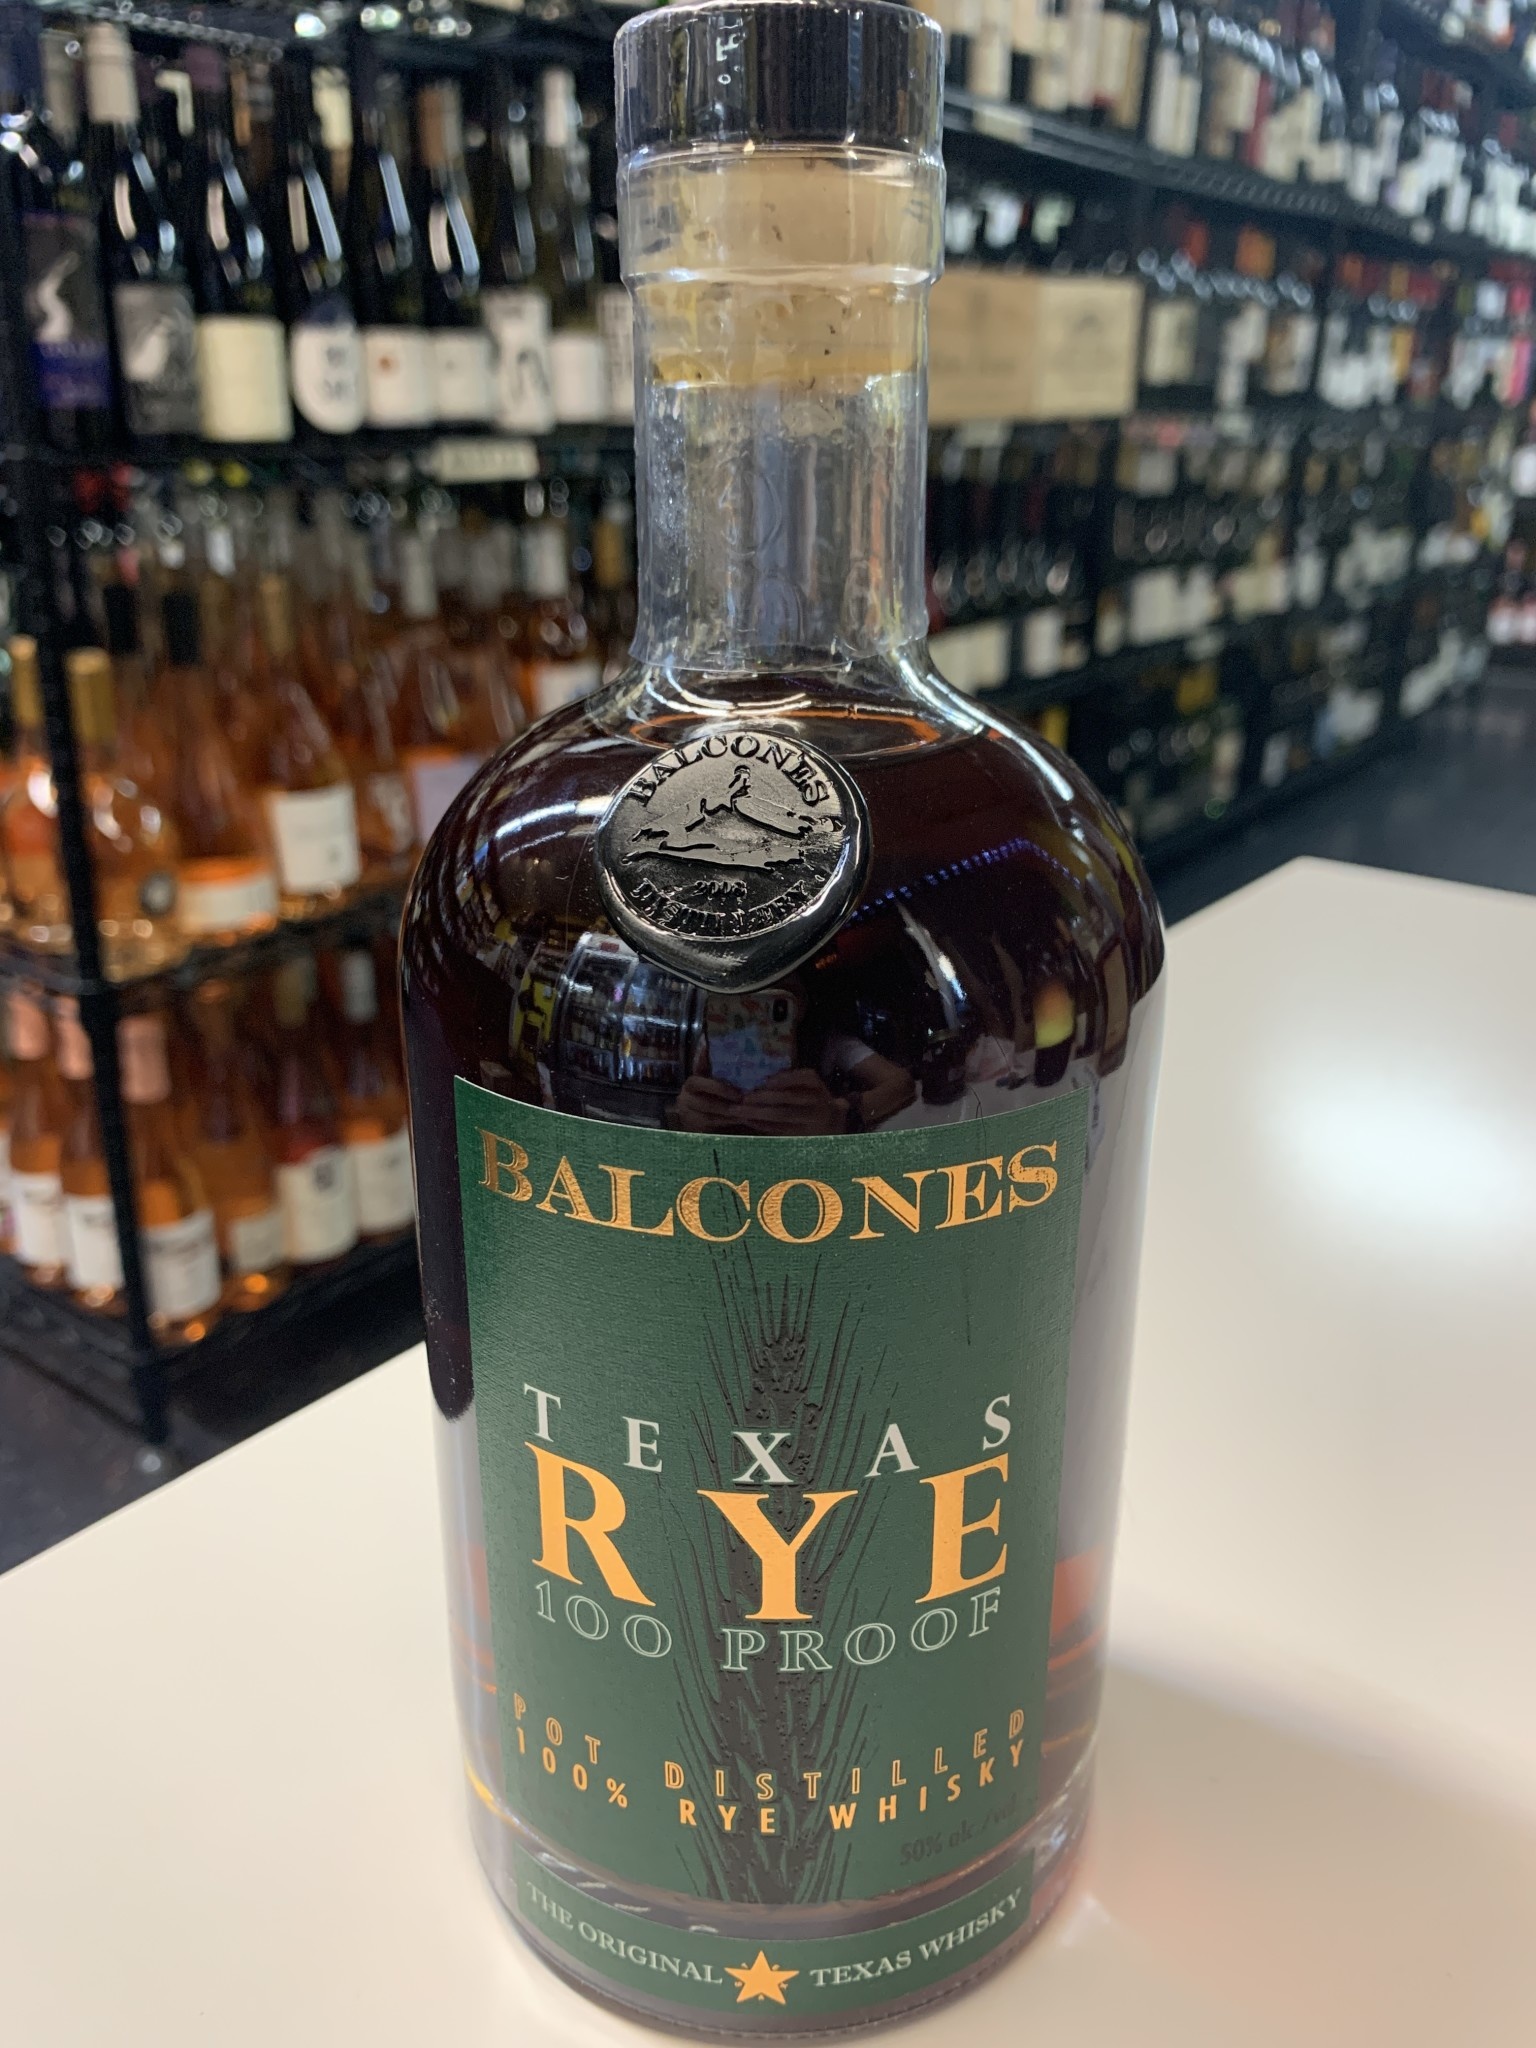 BALCONES
2008
DISTILLERY
BALCONES
TEXAS
RYE
100 PROOF
POT DISTILLED
100% RYE WHISKY
50% alc./vol.
THE ORIGINAL TEXAS WHISKY